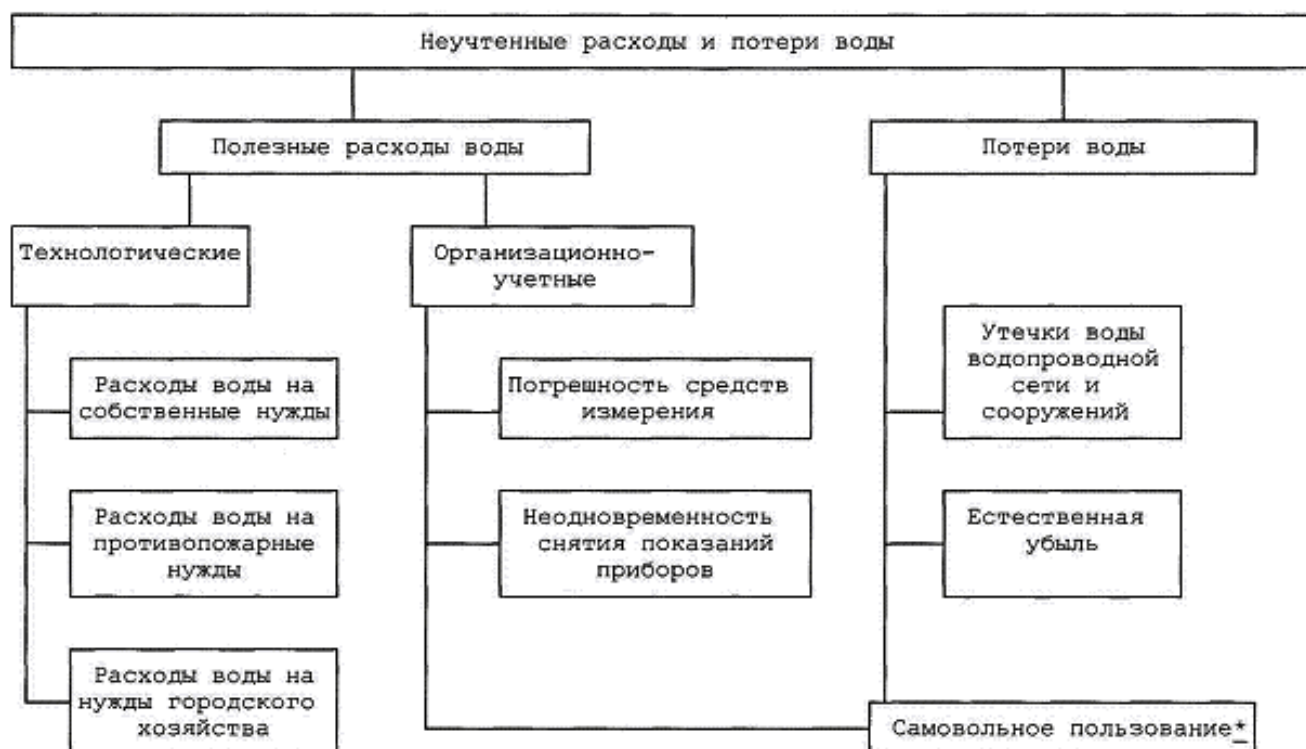 Неучтенные расходы и потери воды
Полезные расходы воды
Потери воды
Технологические
Организационно-
учетные
Расходы воды на
собственные нужды
Расходы воды на
противопожарные
нужды
Расходы воды на
нужды городского
хозяйства
Погрешность средств
измерения
Неодновременность
снятия показаний
приборов
Утечки воды
водопроводной
сети и
сооружений
Естественная
убыль
Самовольное пользование*